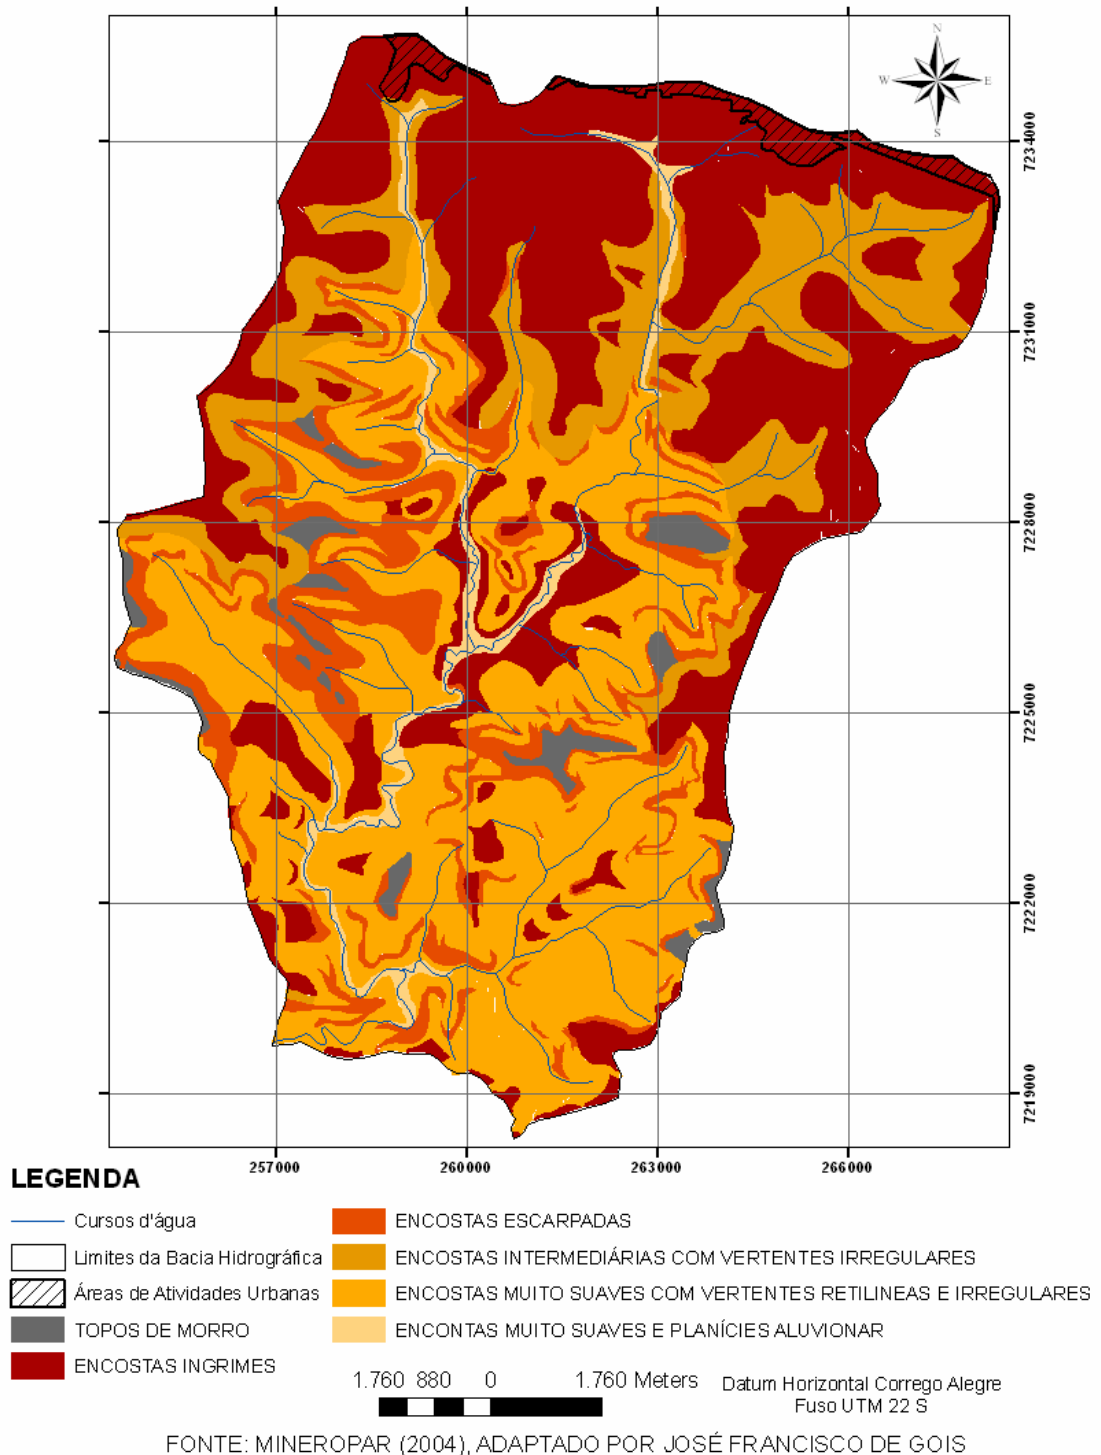 N
W E
S
7234000
7231000
7228000
7225000
7222000
7219000
257000 260000 263000 266000
LEGENDA
Cursos d'água
Limites da Bacia Hidrográfica
Áreas de Atividades Urbanas
TOPOS DE MORRO
ENCOSTAS INGRIMES
ENCOSTAS ESCARPADAS
ENCOSTAS INTERMEDIÁRIAS COM VERTENTES IRREGULARES
ENCOSTAS MUITO SUAVES COM VERTENTES RETILINEAS E IRREGULARES
ENCONTAS MUITO SUAVES E PLANÍCIES ALUVIONAR
1.760 880 0 1.760 Meters
Datum Horizontal Corrego Alegre
Fuso UTM 22 S
FONTE: MINEROPAR (2004), ADAPTADO POR JOSÉ FRANCISCO DE GOIS